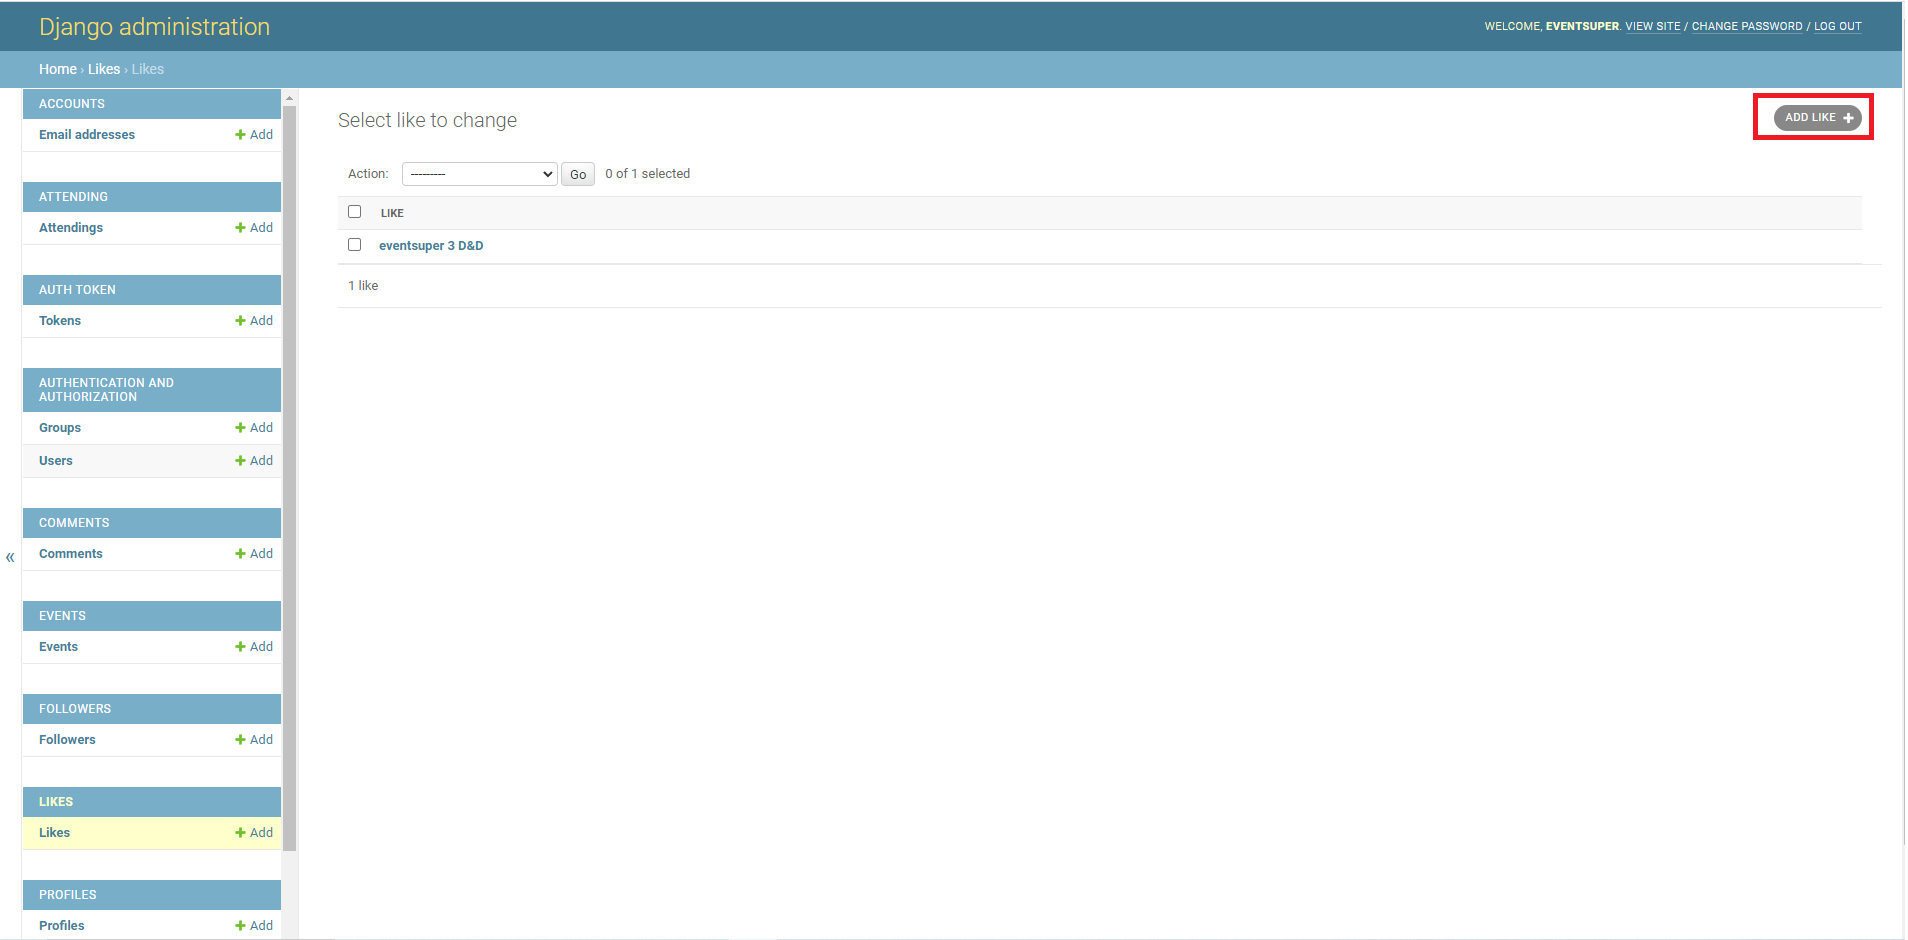 Django administration
WELCOME, EVENTSUPER. VIEW SITE / CHANGE PASSWORD / LOG OUT
Home › Likes › Likes
ACCOUNTS
Email addresses + Add
ATTENDING
Attendings + Add
AUTH TOKEN
Tokens + Add
AUTHENTICATION AND
AUTHORIZATION
Groups + Add
Users + Add
COMMENTS
Comments + Add
EVENTS
Events + Add
FOLLOWERS
Followers + Add
LIKES
Likes + Add
PROFILES
Profiles + Add
«
Select like to change
ADD LIKE +
Action: --------- Go 0 of 1 selected
LIKE
eventsuper 3 D&D
1 like